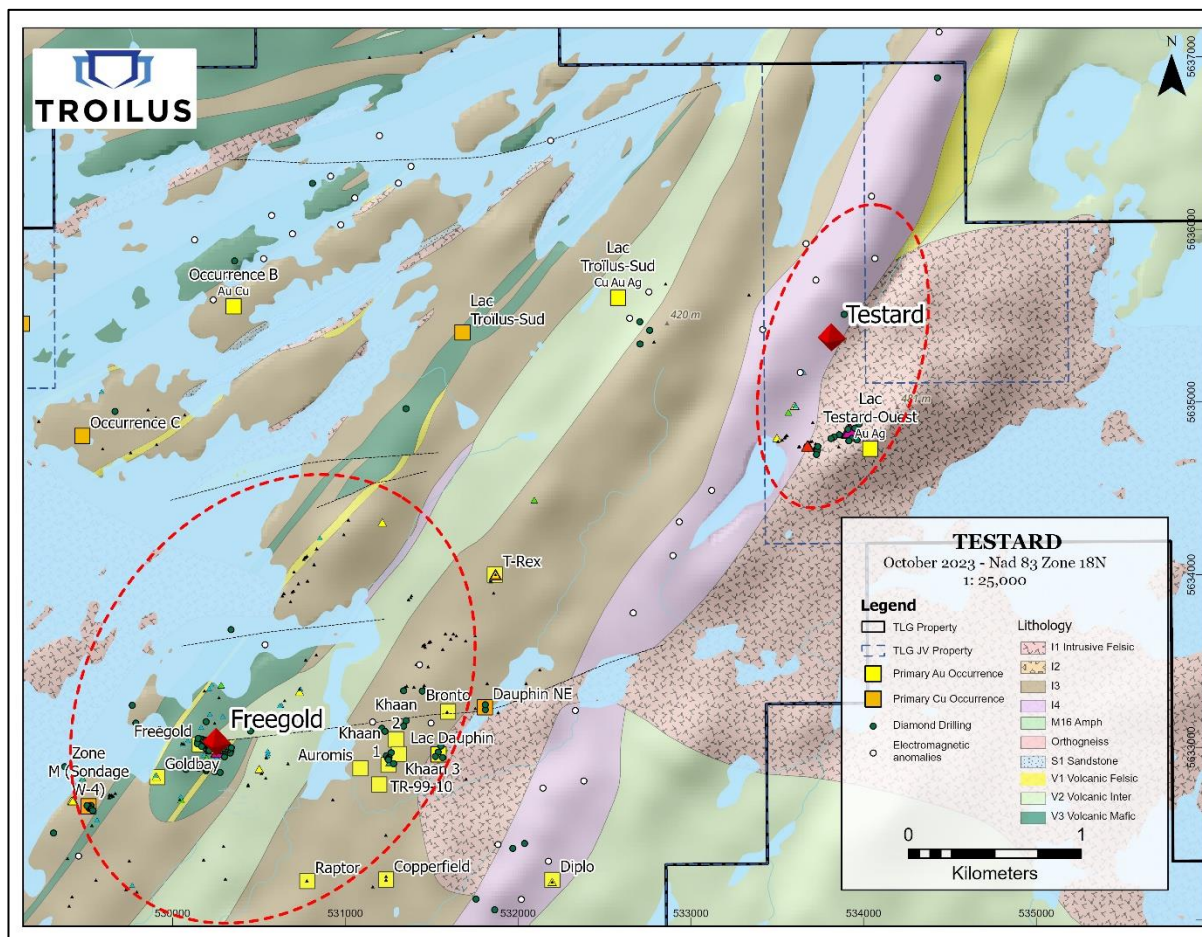 TROILUS
N
5637000
5636000
5635000
5634000
5633000
Occurrence B
Au Cu
Lac
Troïlus-Sud
Cu Au Ag
Lac
Troïlus-Sud
420 m
Testard
Occurrence C
Lac
Testard-Ouest
Au Ag
T-Rex
Bronto
Dauphin NE
Khaan
2
Freegold
Freegold
Khaan
1
Lac Dauphin
Auromis
Khaan 3
Goldbay
TR-99-10
Zone
M (Sondage
W-4)
Raptor
Copperfield
Diplo
530000
531000
532000
533000
534000
535000
TESTARD
October 2023 - Nad 83 Zone 18N
1: 25,000
Legend
TLG Property
TLG JV Property
Primary Au Occurrence
Primary Cu Occurrence
Diamond Drilling
Electromagnetic
anomalies
Lithology
I1 Intrusive Felsic
I2
I3
I4
M16 Amph
Orthogneiss
S1 Sandstone
V1 Volcanic Felsic
V2 Volcanic Inter
V3 Volcanic Mafic
0
1
Kilometers